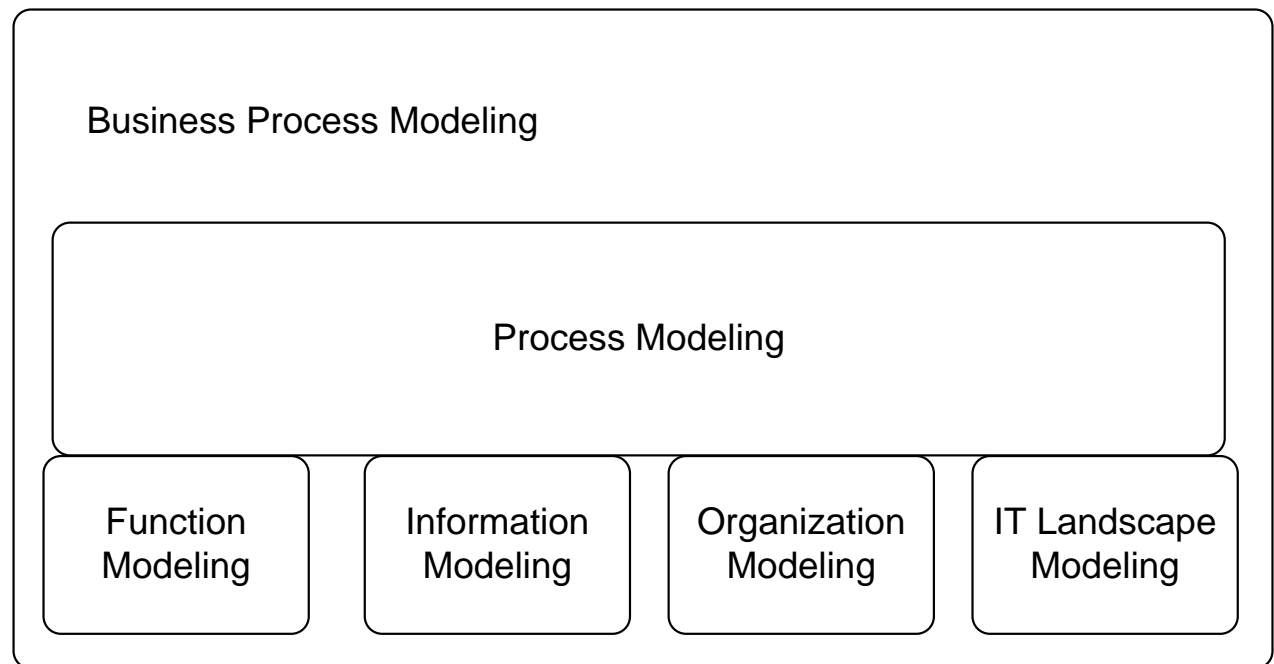 Business Process Modeling
Process Modeling
Function
Modeling
Information
Modeling
Organization
Modeling
IT Landscape
Modeling